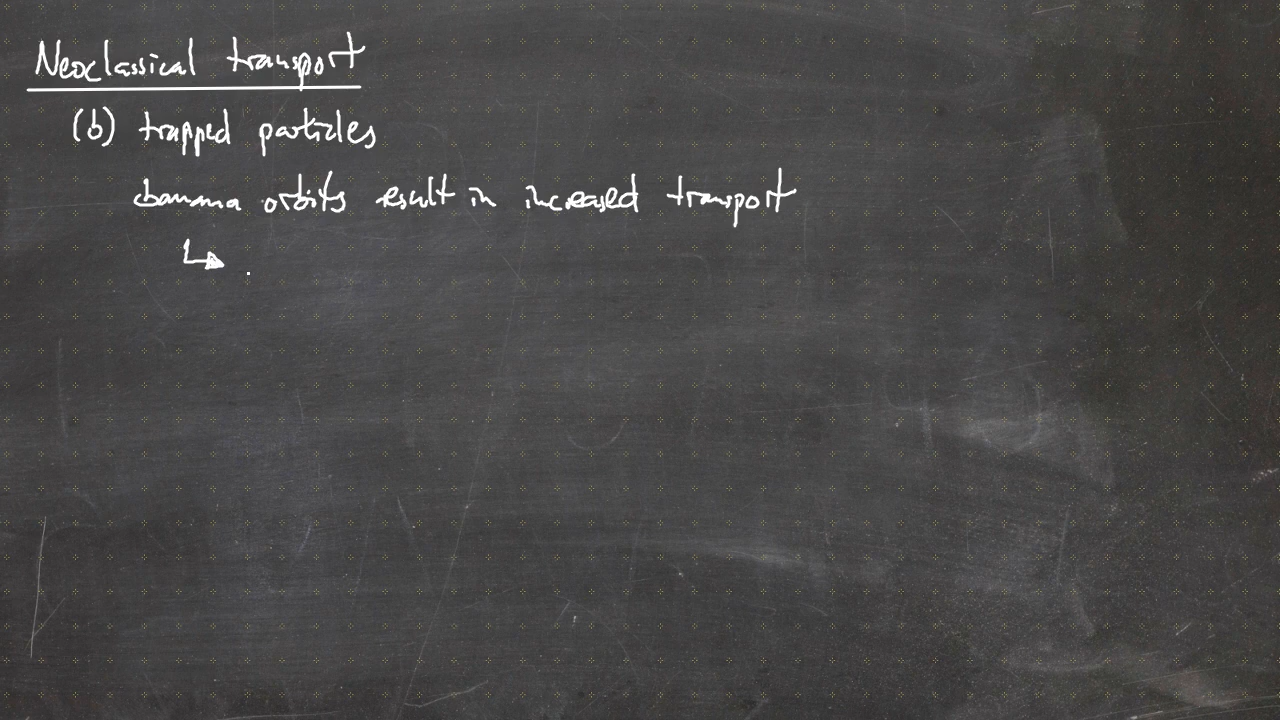 Neoclassical transport
(b) trapped particles
banana orbits result in increased transport
↳